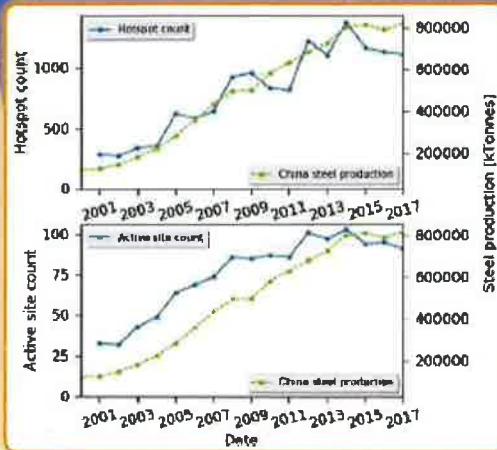 Hotspot count
China steel production
Hotspot count
1000
500
0
800000
600000
400000
200000
2001 2003 2005 2007 2009 2011 2013 2015 2017
Steel production [kTonnes]
Active site count
China steel production
Active site count
100
75
50
25
0
800000
600000
400000
200000
2001 2003 2005 2007 2009 2011 2013 2015 2017
Date